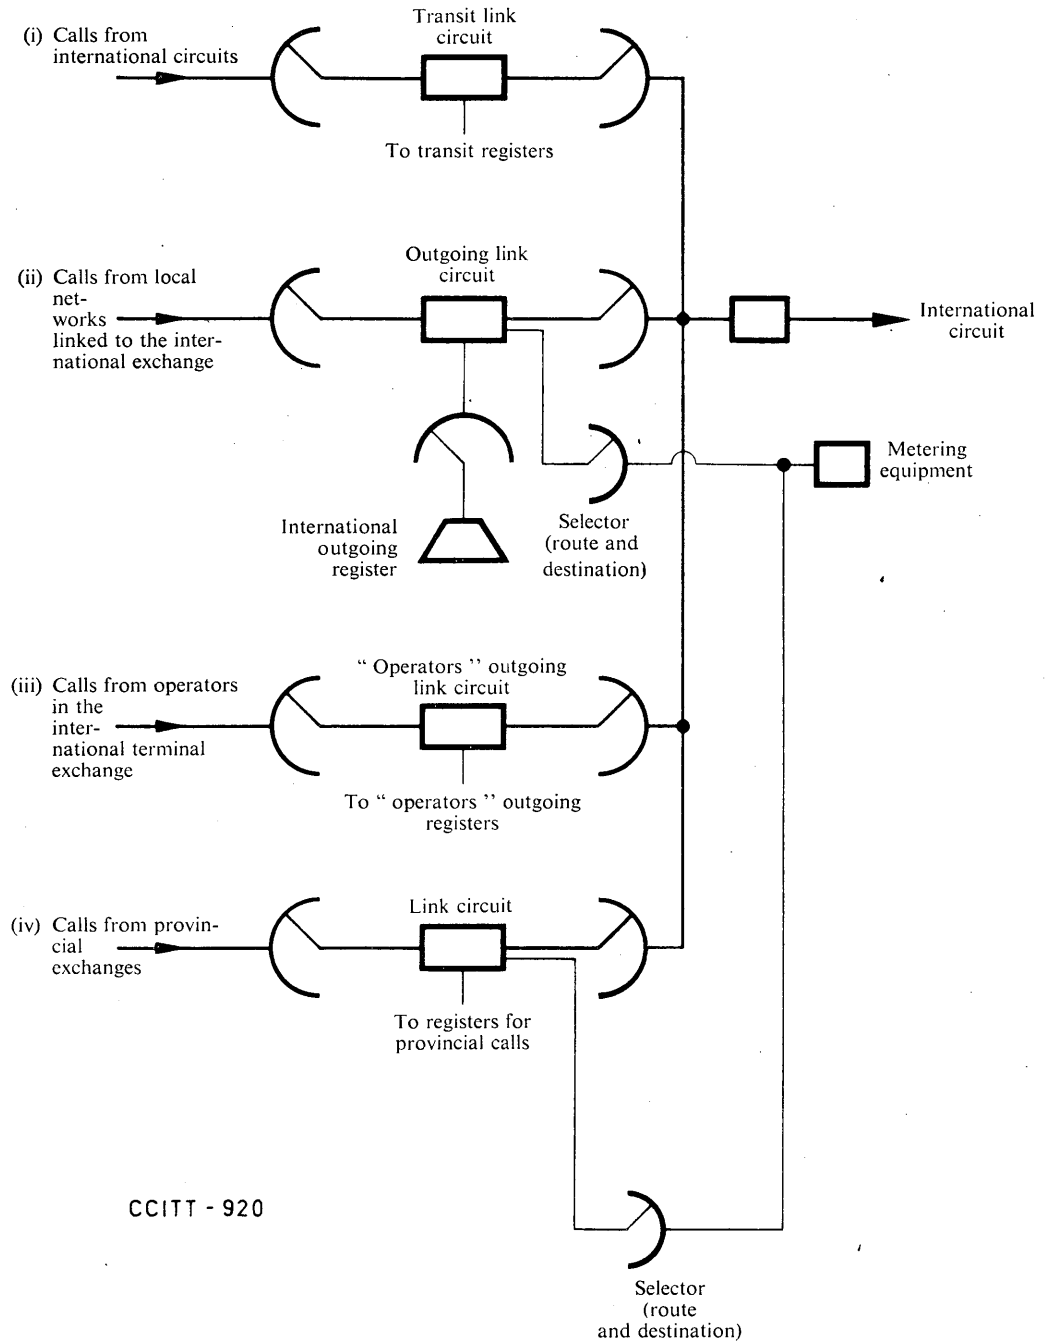 (i) Calls from
international circuits
Transit link
circuit
To transit registers
(ii) Calls from local
net-
works
linked to the inter-
national exchange
Outgoing link
circuit
International
circuit
Metering
equipment
International
outgoing
register
Selector
(route and
destination)
(iii) Calls from operators
in the
inter-
national terminal
exchange
“ Operators ” outgoing
link circuit
To “ operators ” outgoing
registers
(iv) Calls from provin-
cial
exchanges
Link circuit
To registers for
provincial calls
CCITT - 920
Selector
(route
and destination)